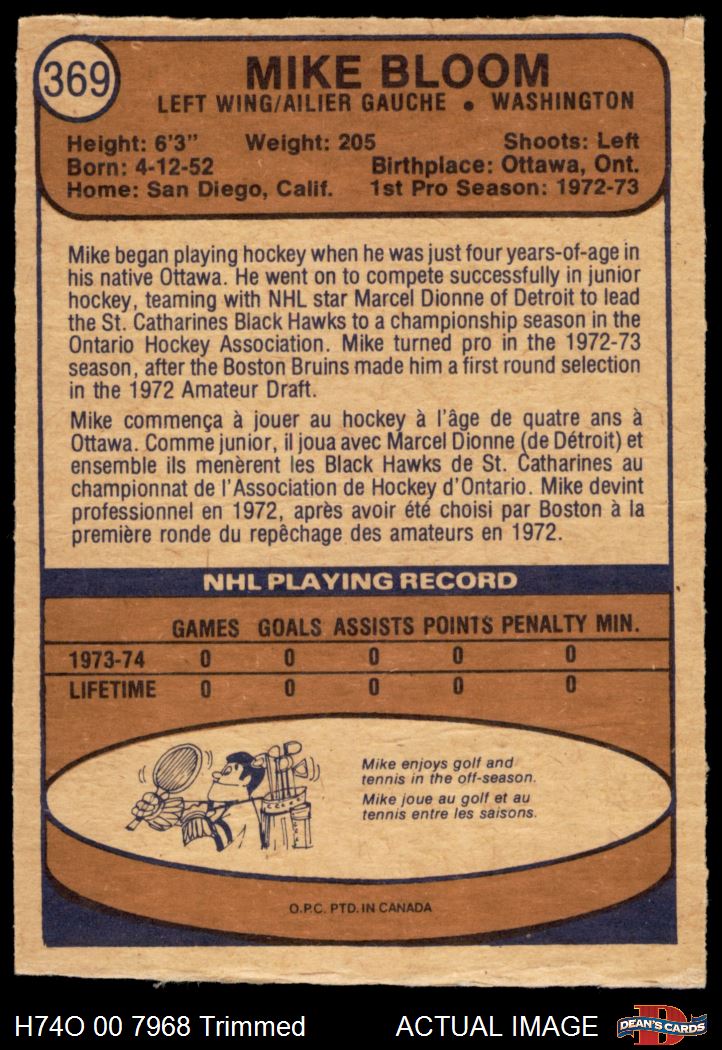 369
MIKE BLOOM
LEFT WING/AILIER GAUCHE • WASHINGTON
Height: 6'3" Weight: 205 Shoots: Left
Born: 4-12-52 Birthplace: Ottawa, Ont.
Home: San Diego, Calif. 1st Pro Season: 1972-73
Mike began playing hockey when he was just four years-of-age in
his native Ottawa. He went on to compete successfully in junior
hockey, teaming with NHL star Marcel Dionne of Detroit to lead
the St. Catharines Black Hawks to a championship season in the
Ontario Hockey Association. Mike turned pro in the 1972-73
season, after the Boston Bruins made him a first round selection
in the 1972 Amateur Draft.
Mike commença à jouer au hockey à l'âge de quatre ans à
Ottawa. Comme junior, il joua avec Marcel Dionne (de Détroit) et
ensemble ils menèrent les Black Hawks de St. Catharines au
championnat de l'Association de Hockey d'Ontario. Mike devint
professionnel en 1972, après avoir été choisi par Boston à la
première ronde du repêchage des amateurs en 1972.
NHL PLAYING RECORD
GAMES GOALS ASSISTS POINTS PENALTY MIN.
1973-74 0 0 0 0 0
LIFETIME 0 0 0 0 0
Mike enjoys golf and
tennis in the off-season.
Mike joue au golf et au
tennis entre les saisons.
O.P.C. PTD. IN CANADA
H74O 00 7968 Trimmed ACTUAL IMAGE DEAN'S CARDS